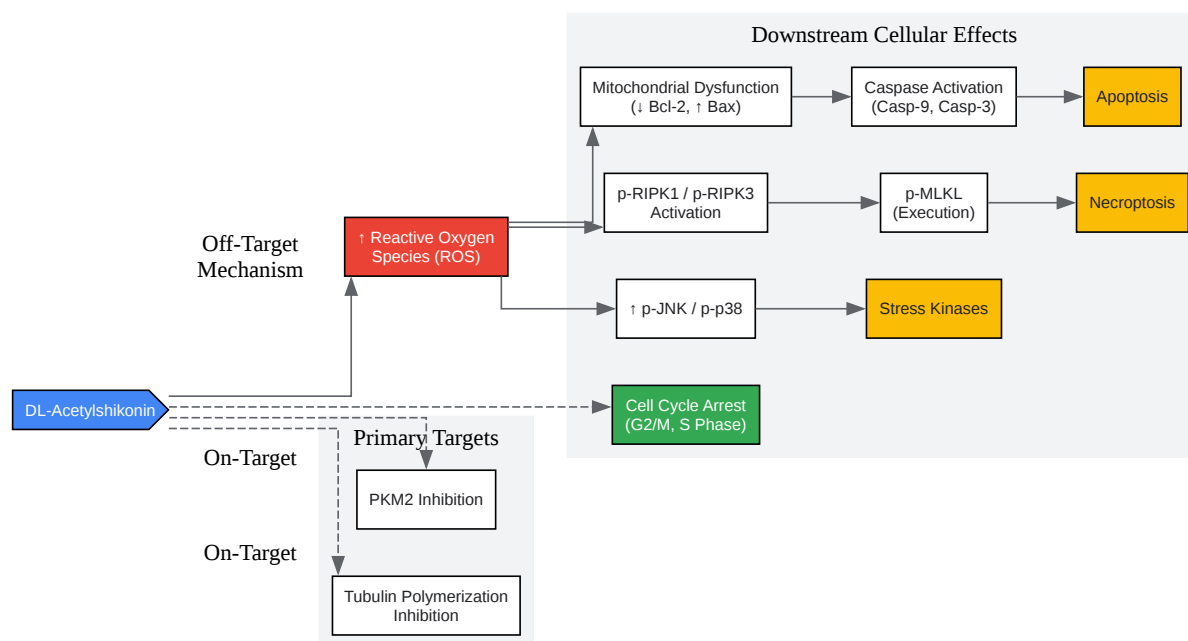 Downstream Cellular Effects
Mitochondrial Dysfunction
(↓ Bcl-2, ↑ Bax)
Caspase Activation
(Casp-9, Casp-3)
Apoptosis
p-RIPK1 / p-RIPK3
Activation
p-MLKL
(Execution)
Necroptosis
Off-Target
Mechanism
↑ Reactive Oxygen
Species (ROS)
↑ p-JNK / p-p38
Stress Kinases
DL-Acetylshikonin
Cell Cycle Arrest
(G2/M, S Phase)
Primary Targets
On-Target
PKM2 Inhibition
On-Target
Tubulin Polymerization
Inhibition